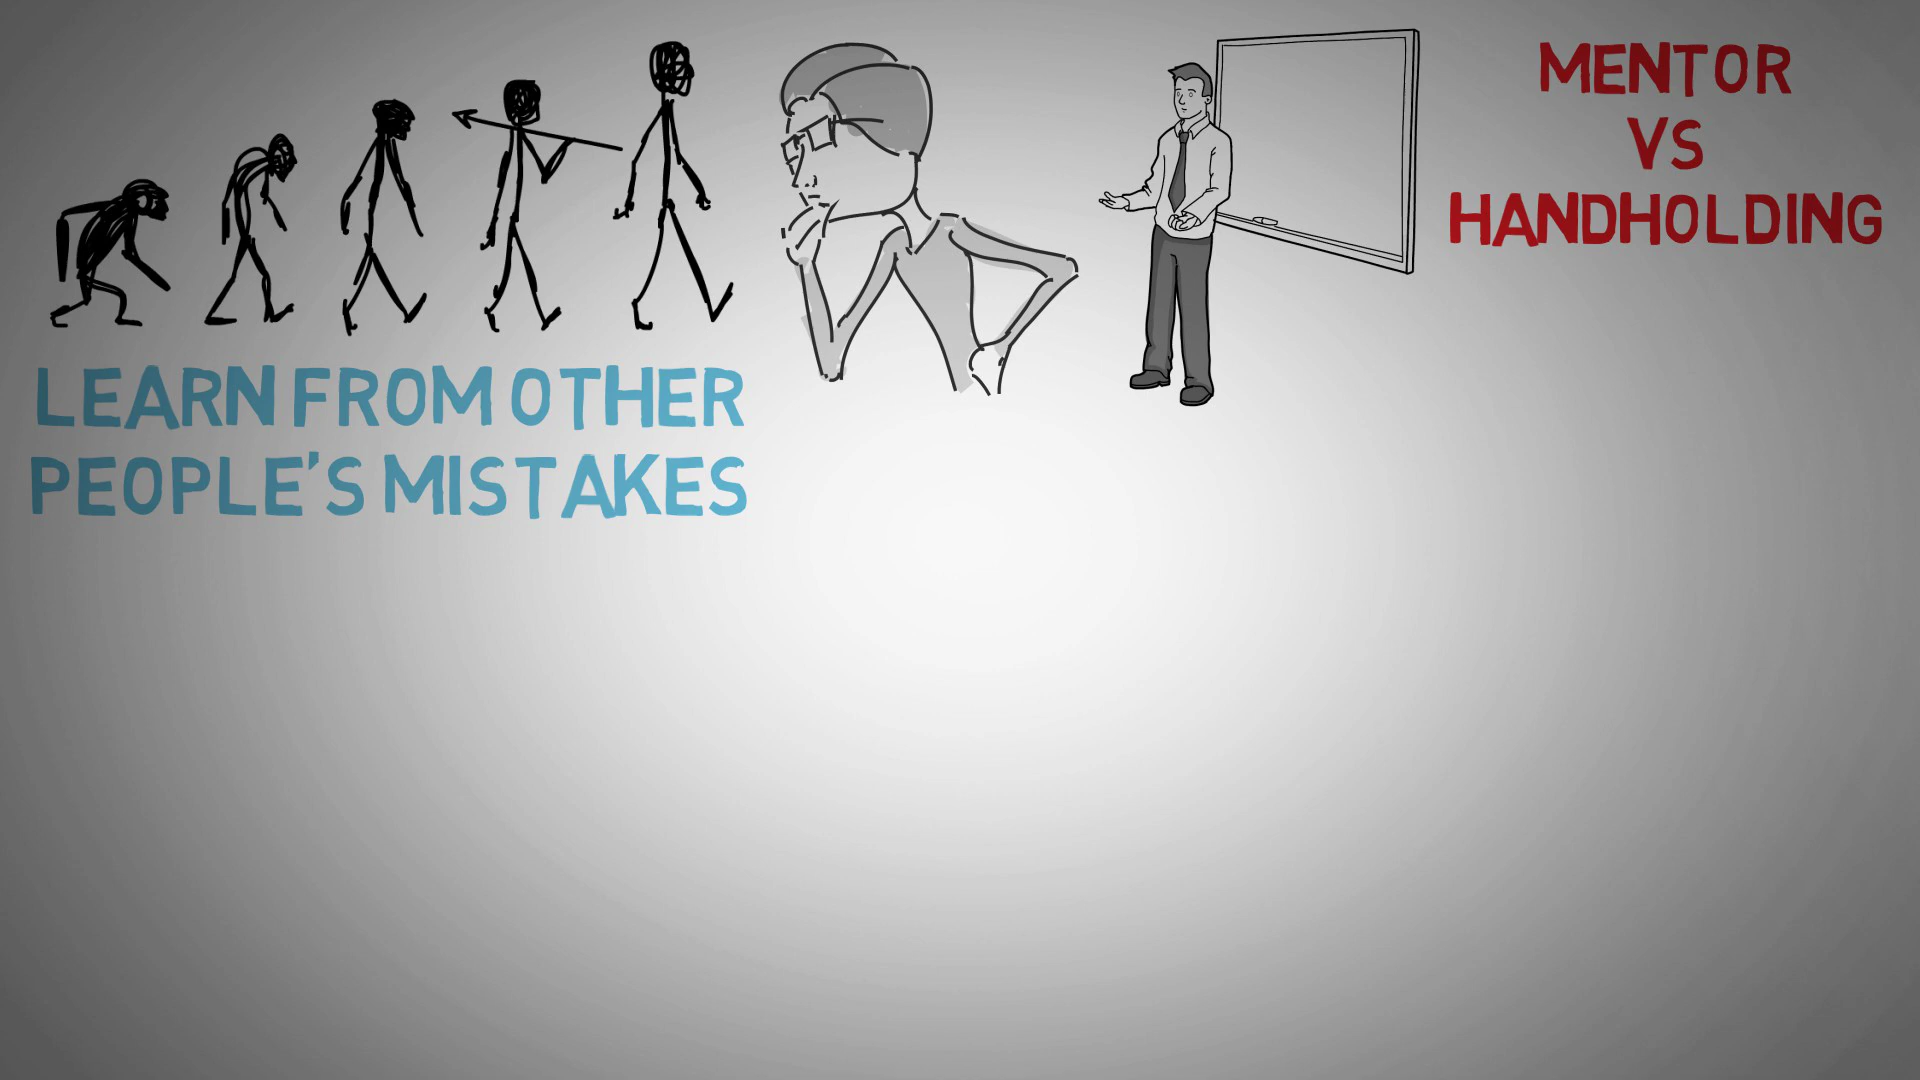 LEARN FROM OTHER
PEOPLE'S MISTAKES
MENTOR
VS
HANDHOLDING